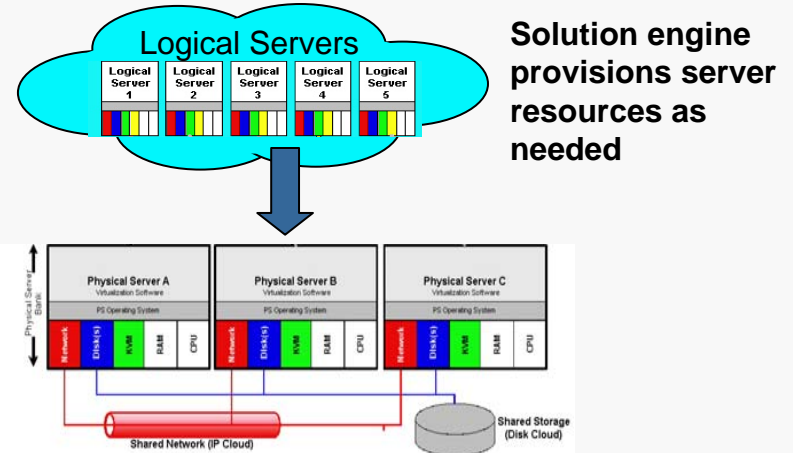 Logical Servers
Logical Server 1
Logical Server 2
Logical Server 3
Logical Server 4
Logical Server 5
Solution engine
provisions server
resources as
needed
Physical Server Bank
Physical Server A
Virtualization Software
PS Operating System
Network
Disk(s)
KVM
RAM
CPU
Physical Server B
Virtualization Software
PS Operating System
Network
Disk(s)
KVM
RAM
CPU
Physical Server C
Virtualization Software
PS Operating System
Network
Disk(s)
KVM
RAM
CPU
Shared Network (IP Cloud)
Shared Storage
(Disk Cloud)